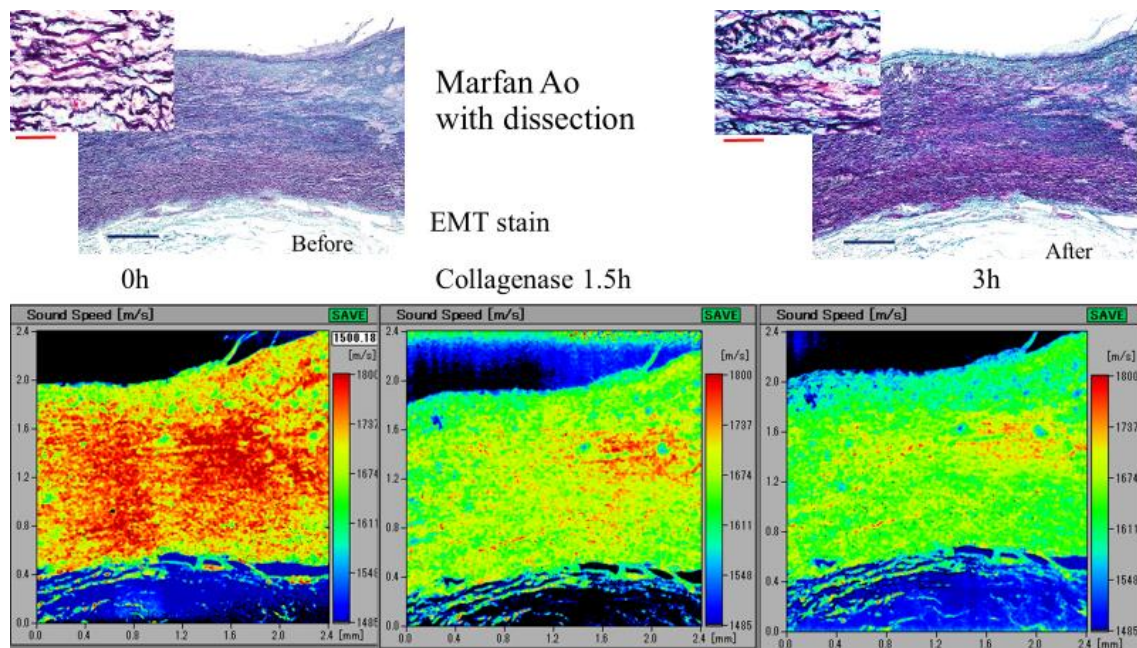 Marfan Ao
with dissection
EMT stain
Before
After
0h
Collagenase 1.5h
3h
Sound Speed [m/s]
SAVE
2.4
2.0
1.6
1.2
0.8
0.4
0.0
0.0 0.4 0.8 1.2 1.6 2.0 2.4 [mm]
1500.18
[m/s]
1800
1737
1674
1611
1548
1485
Sound Speed [m/s]
SAVE
2.4
2.0
1.6
1.2
0.8
0.4
0.0
0.0 0.4 0.8 1.2 1.6 2.0 2.4 [mm]
[m/s]
1800
1737
1674
1611
1548
1485
Sound Speed [m/s]
SAVE
2.4
2.0
1.6
1.2
0.8
0.4
0.0
0.0 0.4 0.8 1.2 1.6 2.0 2.4 [mm]
[m/s]
1800
1737
1674
1611
1548
1485